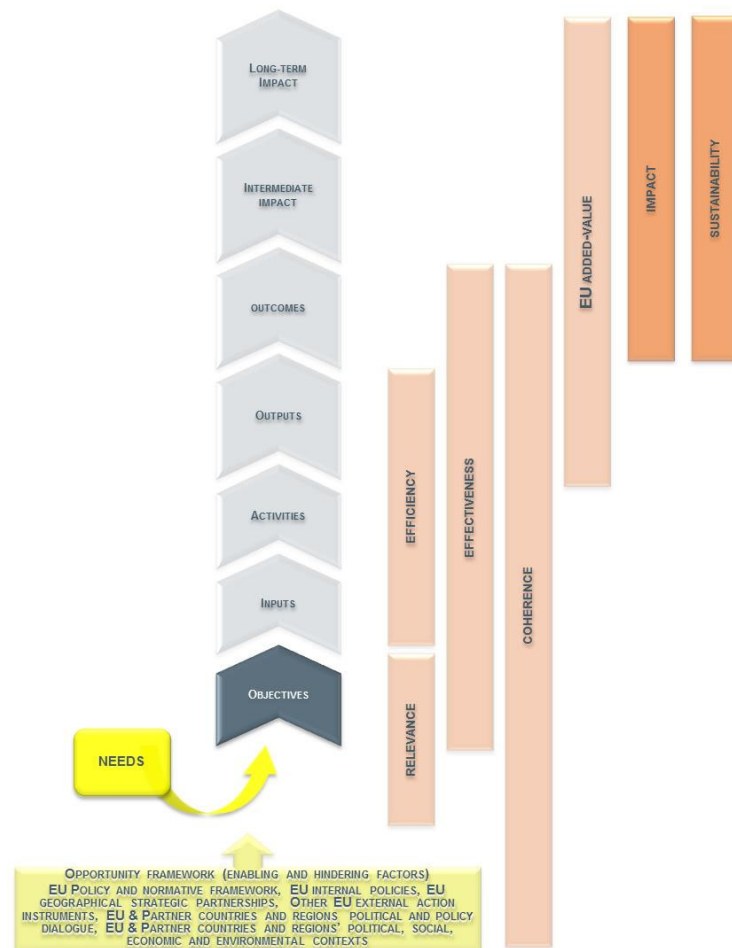 LONG-TERM
IMPACT
INTERMEDIATE
IMPACT
OUTCOMES
OUTPUTS
ACTIVITIES
INPUTS
OBJECTIVES
NEEDS
RELEVANCE
EFFICIENCY
EFFECTIVENESS
COHERENCE
EU ADDED-VALUE
IMPACT
SUSTAINABILITY
OPPORTUNITY FRAMEWORK (ENABLING AND HINDERING FACTORS)
EU POLICY AND NORMATIVE FRAMEWORK, EU INTERNAL POLICIES, EU
GEOGRAPHICAL STRATEGIC PARTNERSHIPS, OTHER EU EXTERNAL ACTION
INSTRUMENTS, EU & PARTNER COUNTRIES AND REGIONS' POLITICAL AND POLICY
DIALOGUE, EU & PARTNER COUNTRIES AND REGIONS' POLITICAL, SOCIAL,
ECONOMIC AND ENVIRONMENTAL CONTEXTS